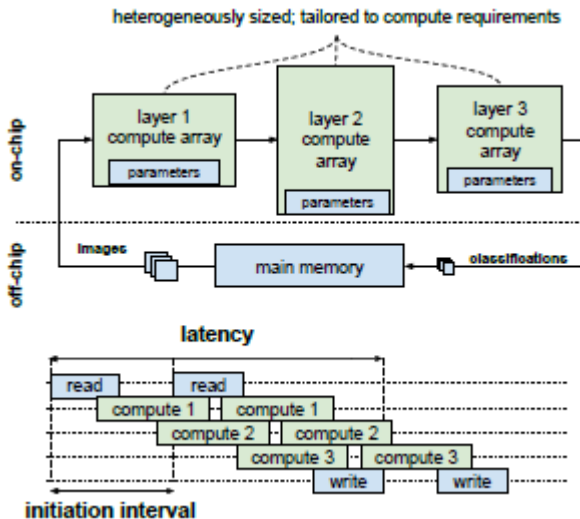 heterogeneously sized; tailored to compute requirements
on-chip
layer 1
compute array
parameters
layer 2
compute
array
parameters
layer 3
compute
array
parameters
off-chip
images
main memory
classifications
latency
read
read
compute 1
compute 1
compute 2
compute 2
compute 3
compute 3
write
write
initiation interval